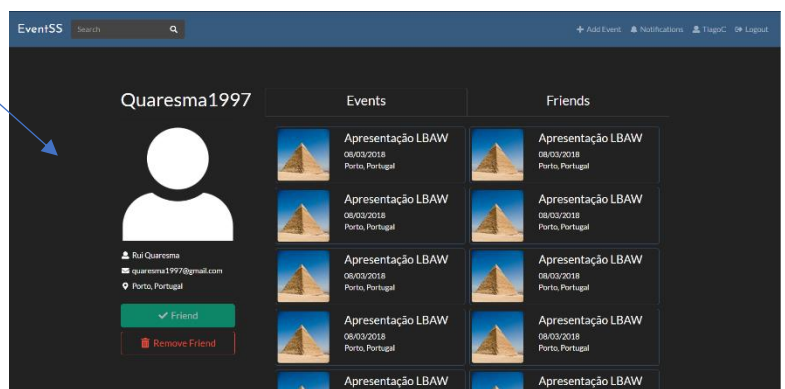 EventSS Search + Add Event Notifications TiagoC Logout
Quaresma1997
Rui Quaresma
quaresma1997@gmail.com
Porto, Portugal
Friend
Remove Friend
Events Friends
Apresentação LBAW Apresentação LBAW
08/03/2018 08/03/2018
Porto, Portugal Porto, Portugal
Apresentação LBAW Apresentação LBAW
08/03/2018 08/03/2018
Porto, Portugal Porto, Portugal
Apresentação LBAW Apresentação LBAW
08/03/2018 08/03/2018
Porto, Portugal Porto, Portugal
Apresentação LBAW Apresentação LBAW
08/03/2018 08/03/2018
Porto, Portugal Porto, Portugal
Apresentação LBAW Apresentação LBAW